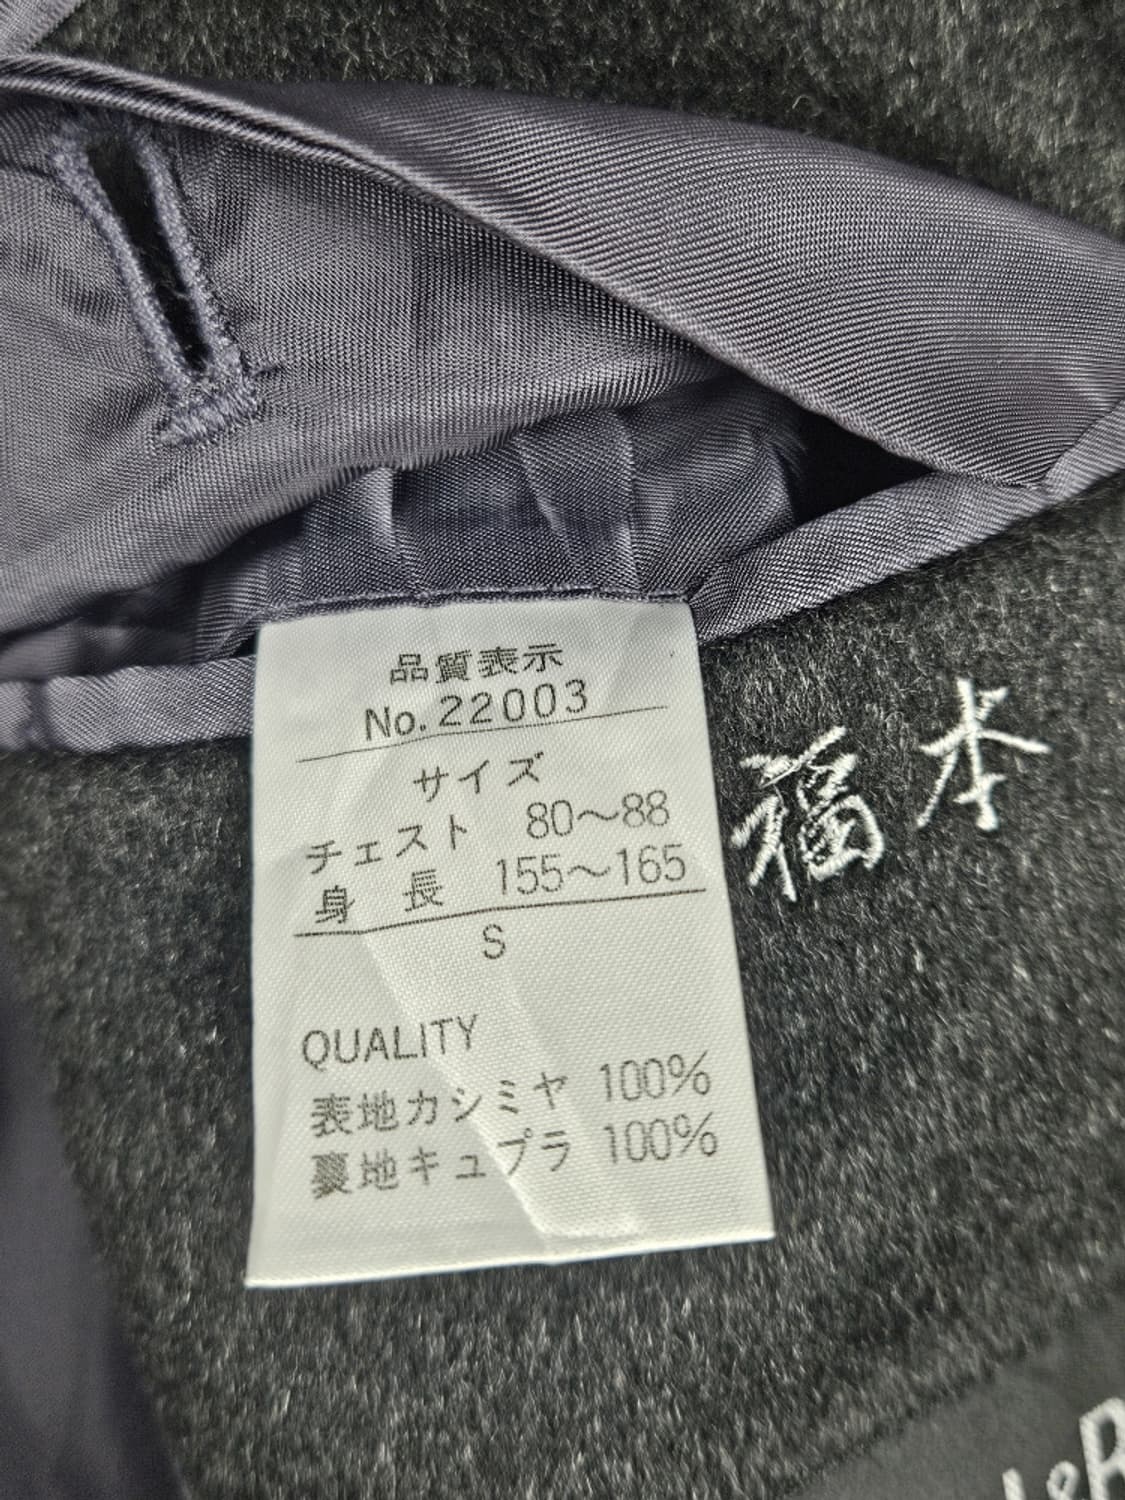 品質表示
No.22003
サイズ
チェスト 80～88
身 長 155～165
S
QUALITY
表地カシミヤ 100%
裏地キュプラ 100%
福本